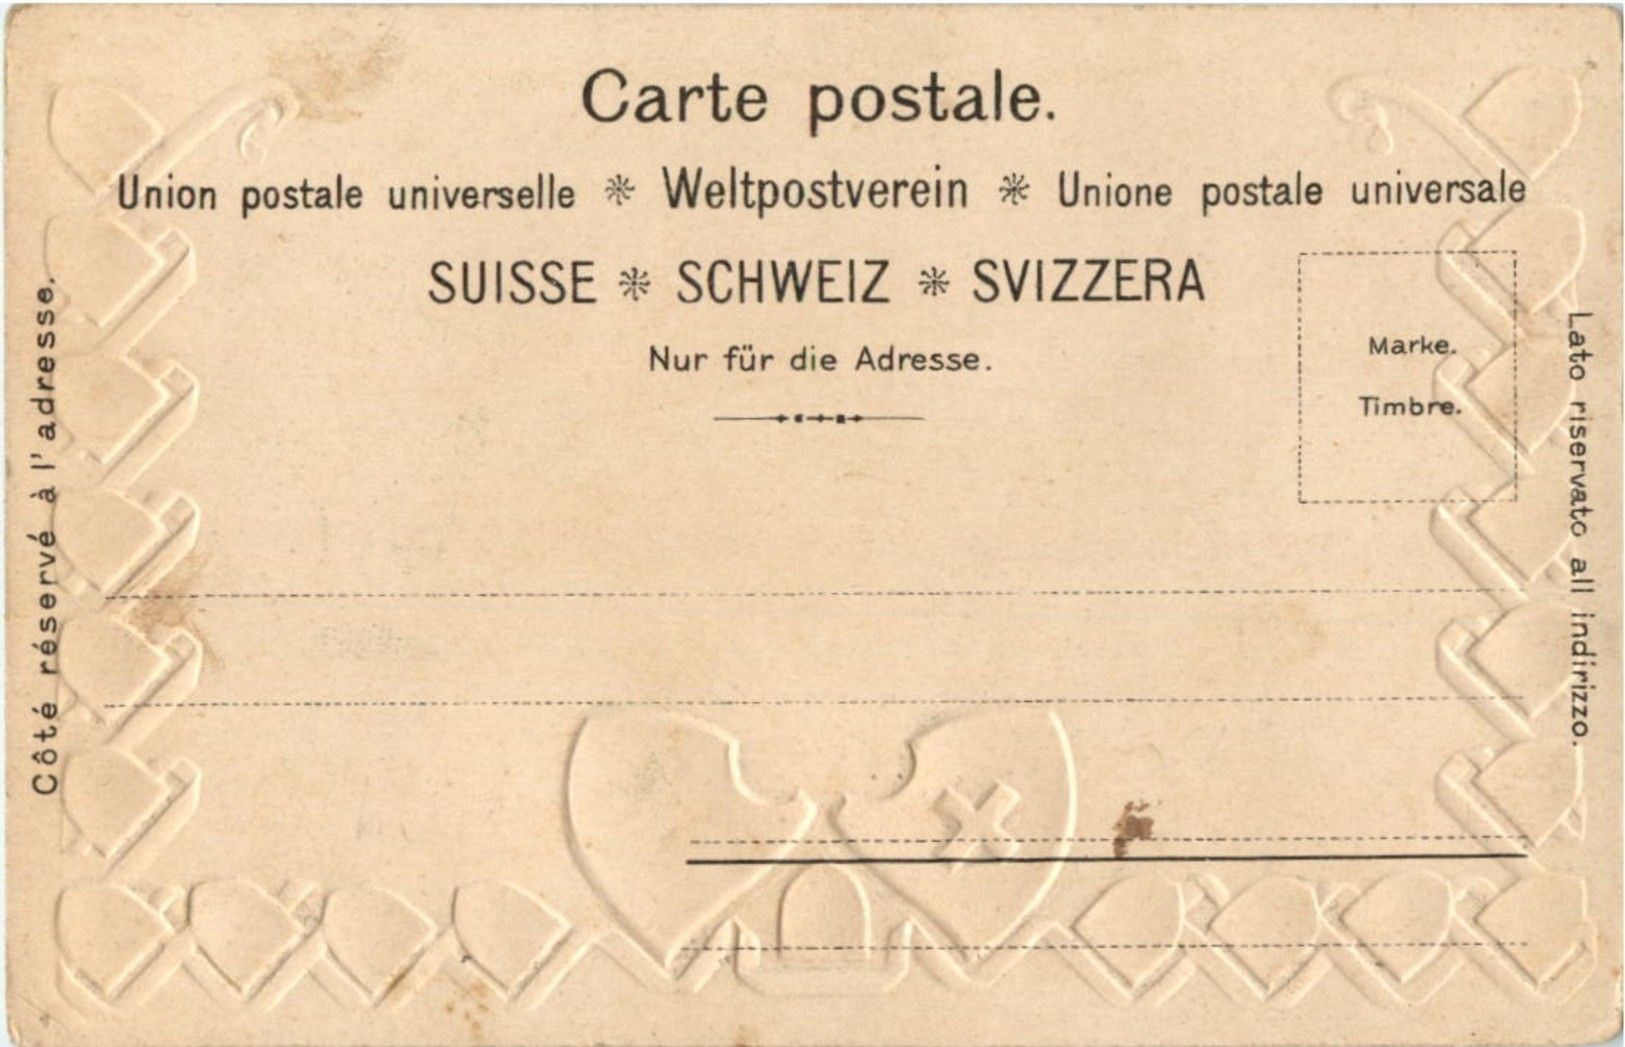 Carte postale.
Union postale universelle ✻ Weltpostverein ✻ Unione postale universale
SUISSE ✻ SCHWEIZ ✻ SVIZZERA
Nur für die Adresse.
Marke.
Timbre.
Côté réservé à l'adresse.
Lato riservato all indirizzo.